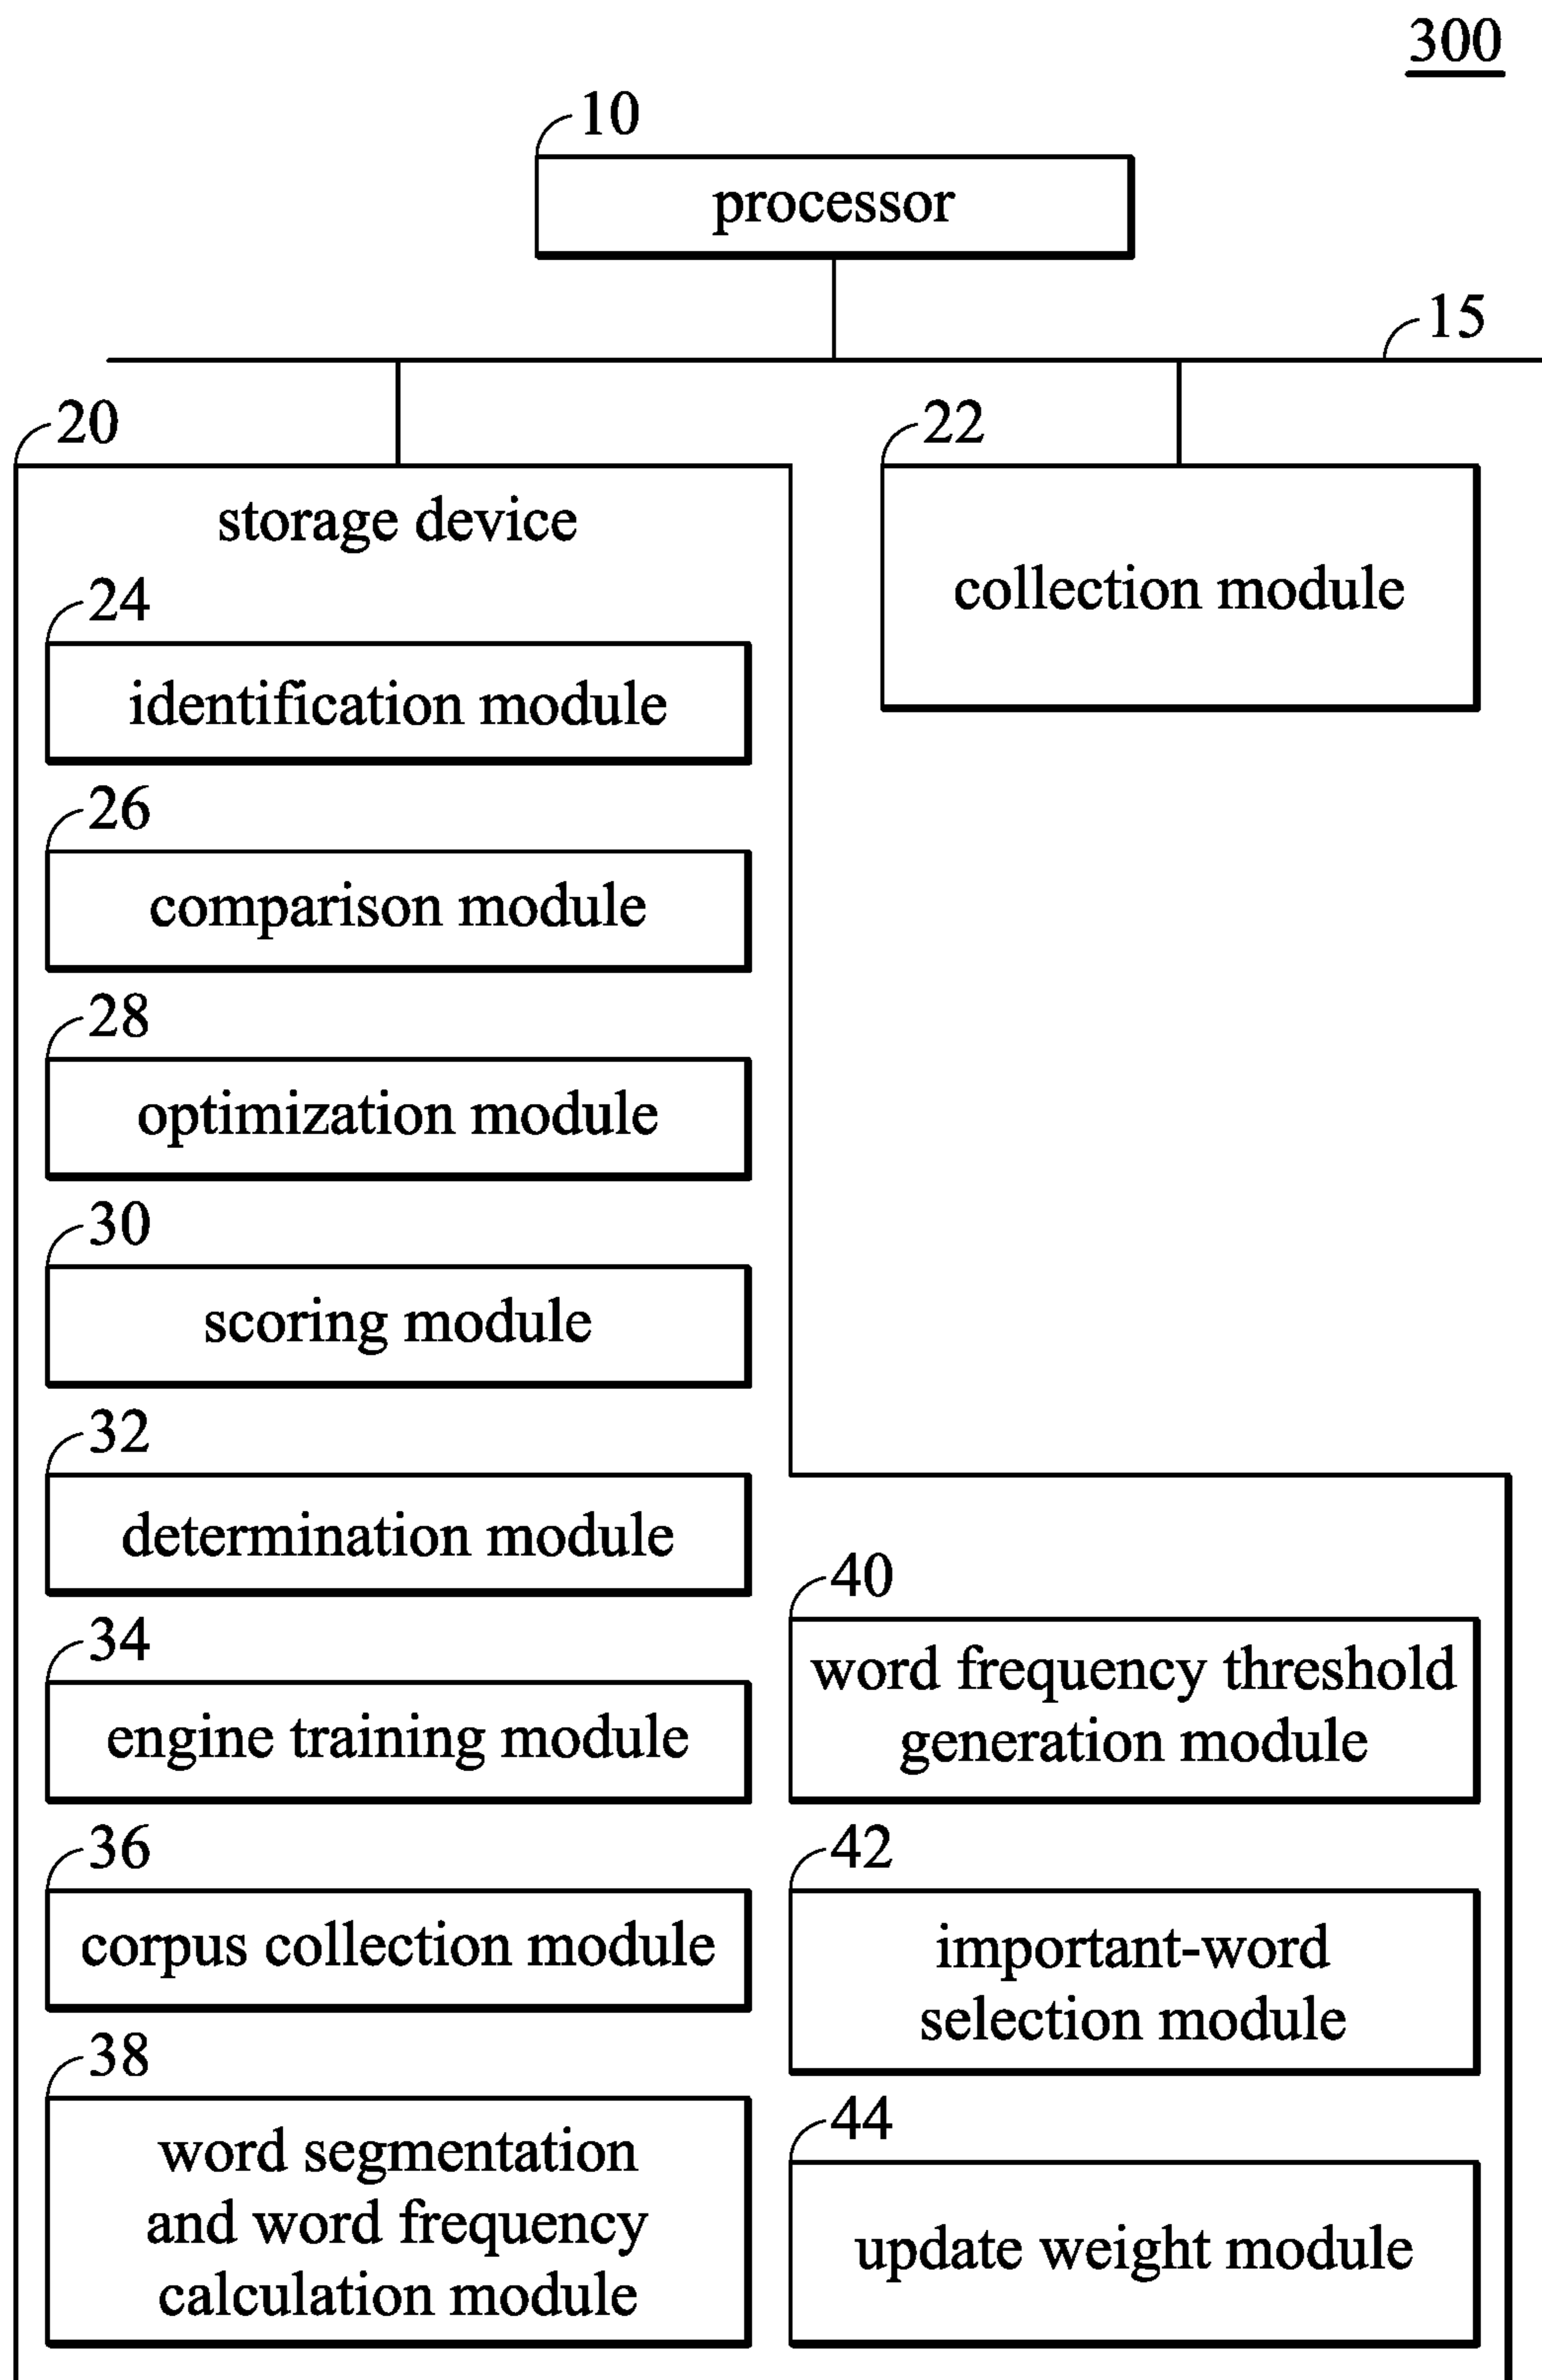 300
10
processor
15
20
storage device
22
collection module
24
identification module
26
comparison module
28
optimization module
30
scoring module
32
determination module
34
engine training module
36
corpus collection module
38
word segmentation
and word frequency
calculation module
40
word frequency threshold
generation module
42
important-word
selection module
44
update weight module